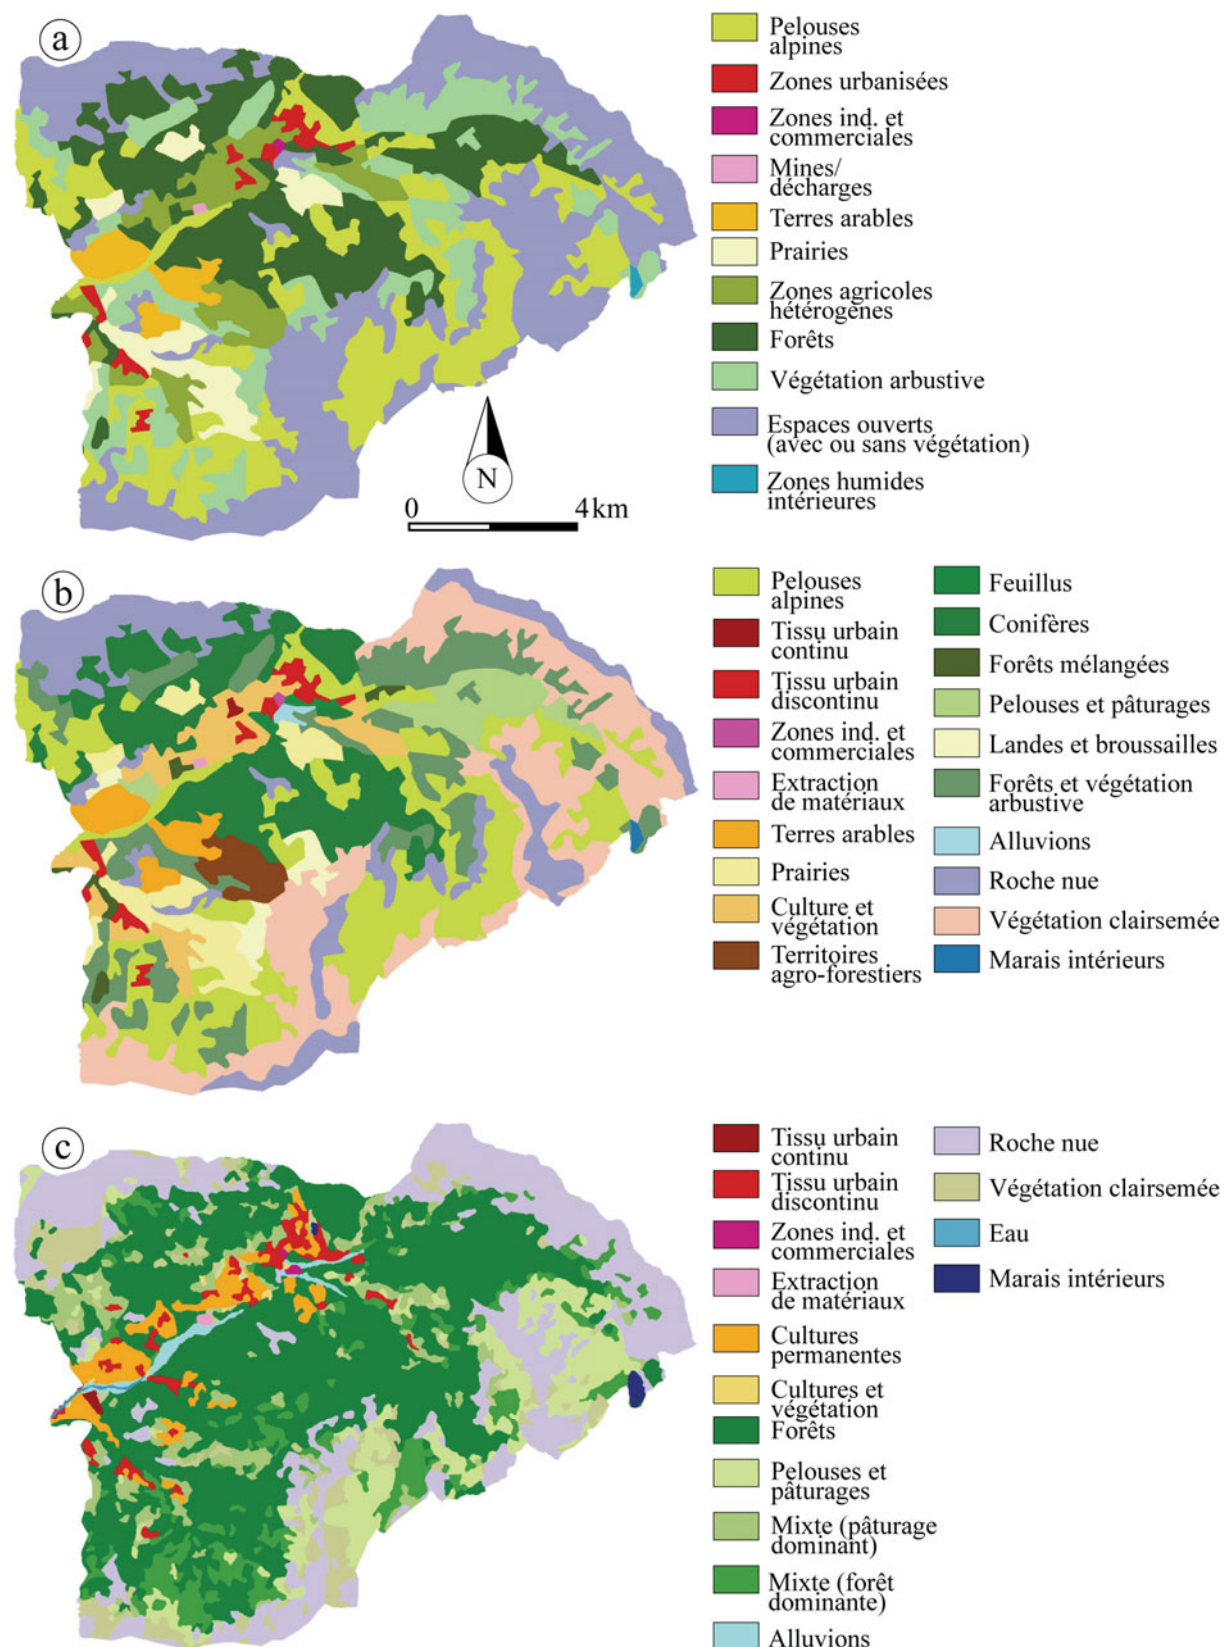 a
Pelouses
alpines
Zones urbanisées
Zones ind. et
commerciales
Mines/
décharges
Terres arables
Prairies
Zones agricoles
hétérogènes
Forêts
Végétation arbustive
Espaces ouverts
(avec ou sans végétation)
Zones humides
intérieures
N
0 4 km
b
Pelouses
alpines
Tissu urbain
continu
Tissu urbain
discontinu
Zones ind. et
commerciales
Extraction
de matériaux
Terres arables
Prairies
Culture et
végétation
Territoires
agro-forestiers
Feuillus
Conifères
Forêts mélangées
Pelouses et pâturages
Landes et broussailles
Forêts et végétation
arbustive
Alluvions
Roche nue
Végétation clairsemée
Marais intérieurs
c
Tissu urbain
continu
Tissu urbain
discontinu
Zones ind. et
commerciales
Extraction
de matériaux
Cultures
permanentes
Cultures et
végétation
Forêts
Pelouses et
pâturages
Mixte (pâturage
dominant)
Mixte (forêt
dominante)
Alluvions
Roche nue
Végétation clairsemée
Eau
Marais intérieurs